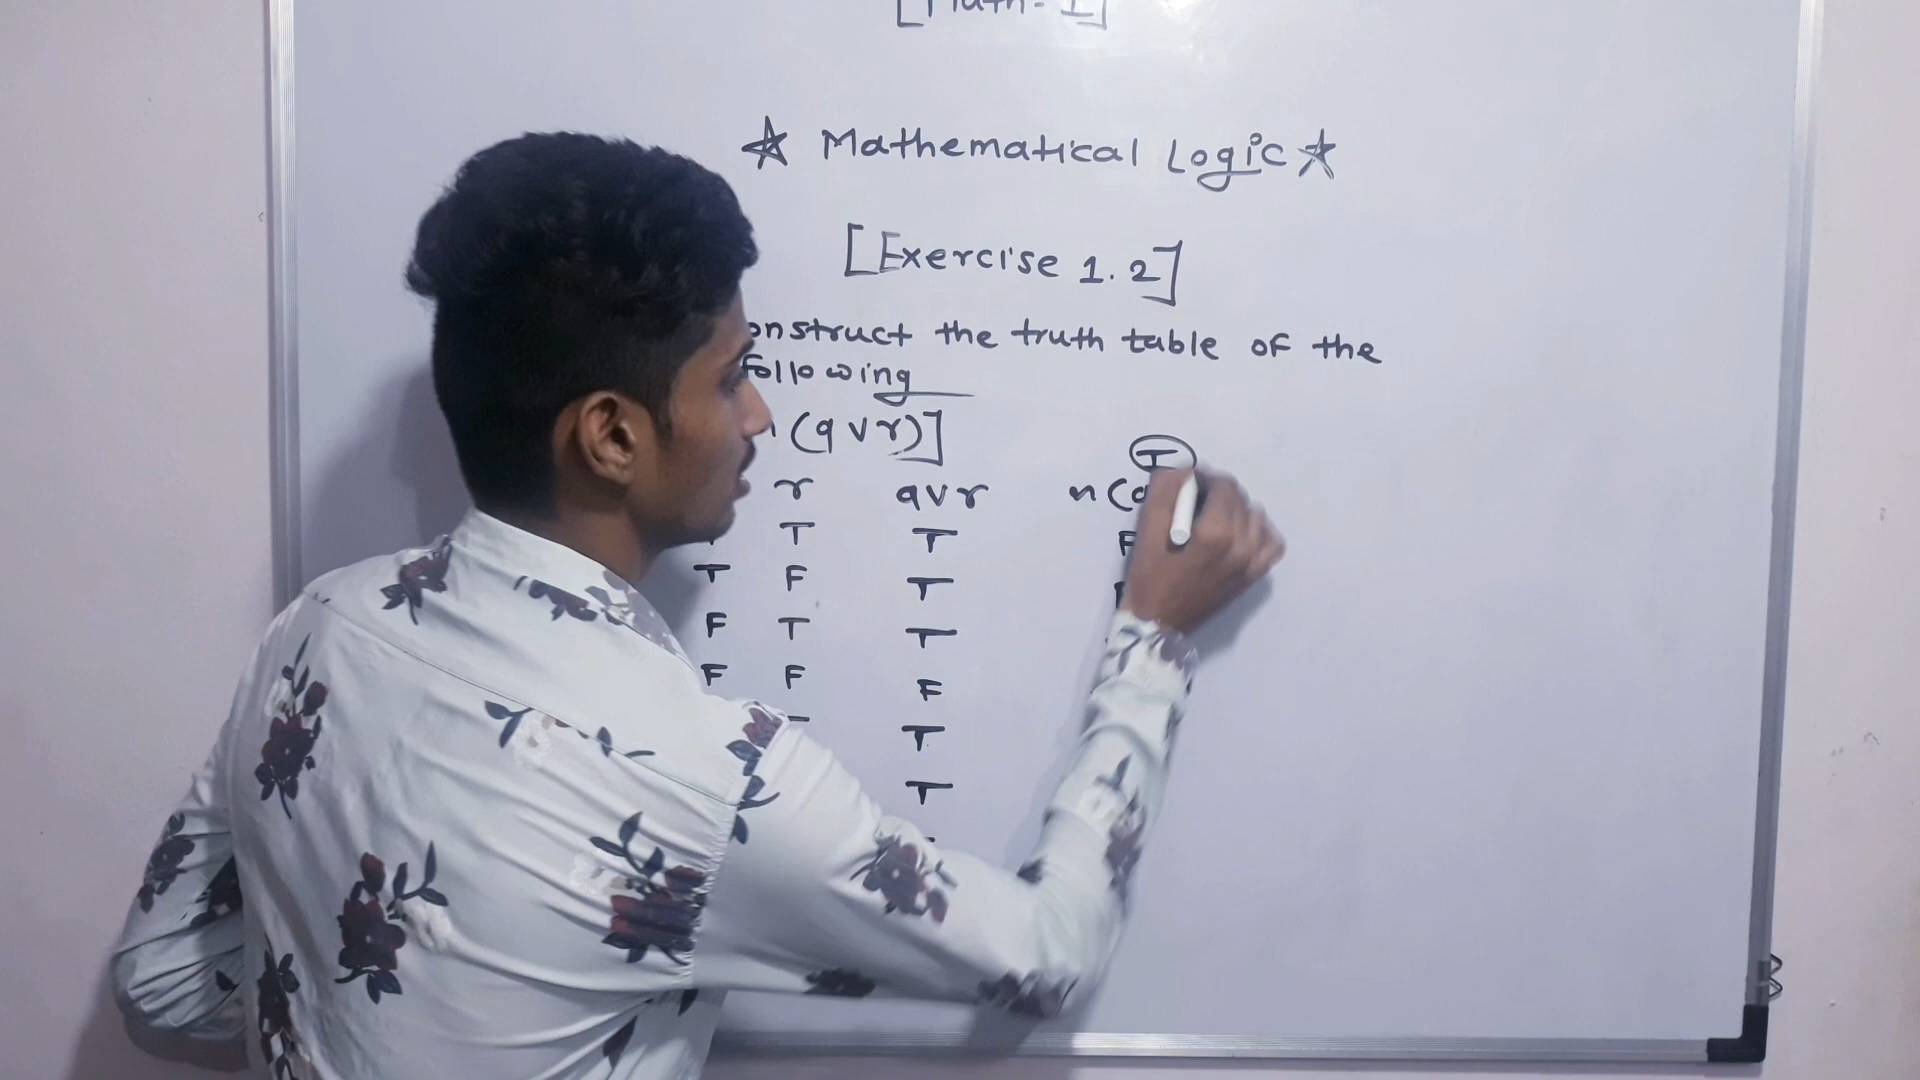 [Math-I]
☆ Mathematical Logic ☆
[Exercise 1.2]
onstruct the truth table of the
following
(q∨r)]
I
r q∨r ~(q
T T F
T F T
F T T
F F F
T
T